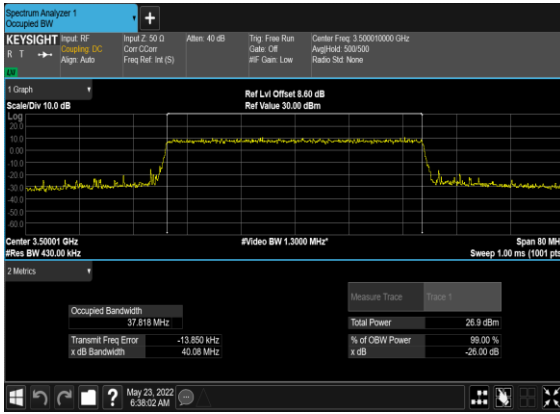 Spectrum Analyzer 1
Occupied BW
+
KEYSIGHT Input: RF Input Z: 50 Ω Atten: 40 dB Trig: Free Run Center Freq: 3.500010000 GHz
R T Coupling: DC Corr CCorr Gate: Off Avg|Hold: 500/500
Align: Auto Freq Ref: Int (S) #IF Gain: Low Radio Std: None
LXI
1 Graph
Ref Lvl Offset 8.60 dB
Scale/Div 10.0 dB Ref Value 30.00 dBm
Log
20.0
10.0
0.00
-10.0
-20.0
-30.0
-40.0
-50.0
-60.0
Center 3.50001 GHz #Video BW 1.3000 MHz* Span 80 MH
#Res BW 430.00 kHz Sweep 1.00 ms (1001 pts
2 Metrics
Measure Trace Trace 1
Occupied Bandwidth
37.818 MHz Total Power 26.9 dBm
Transmit Freq Error -13.850 kHz % of OBW Power 99.00 %
x dB Bandwidth 40.08 MHz x dB -26.00 dB
? May 23, 2022
6:38:02 AM